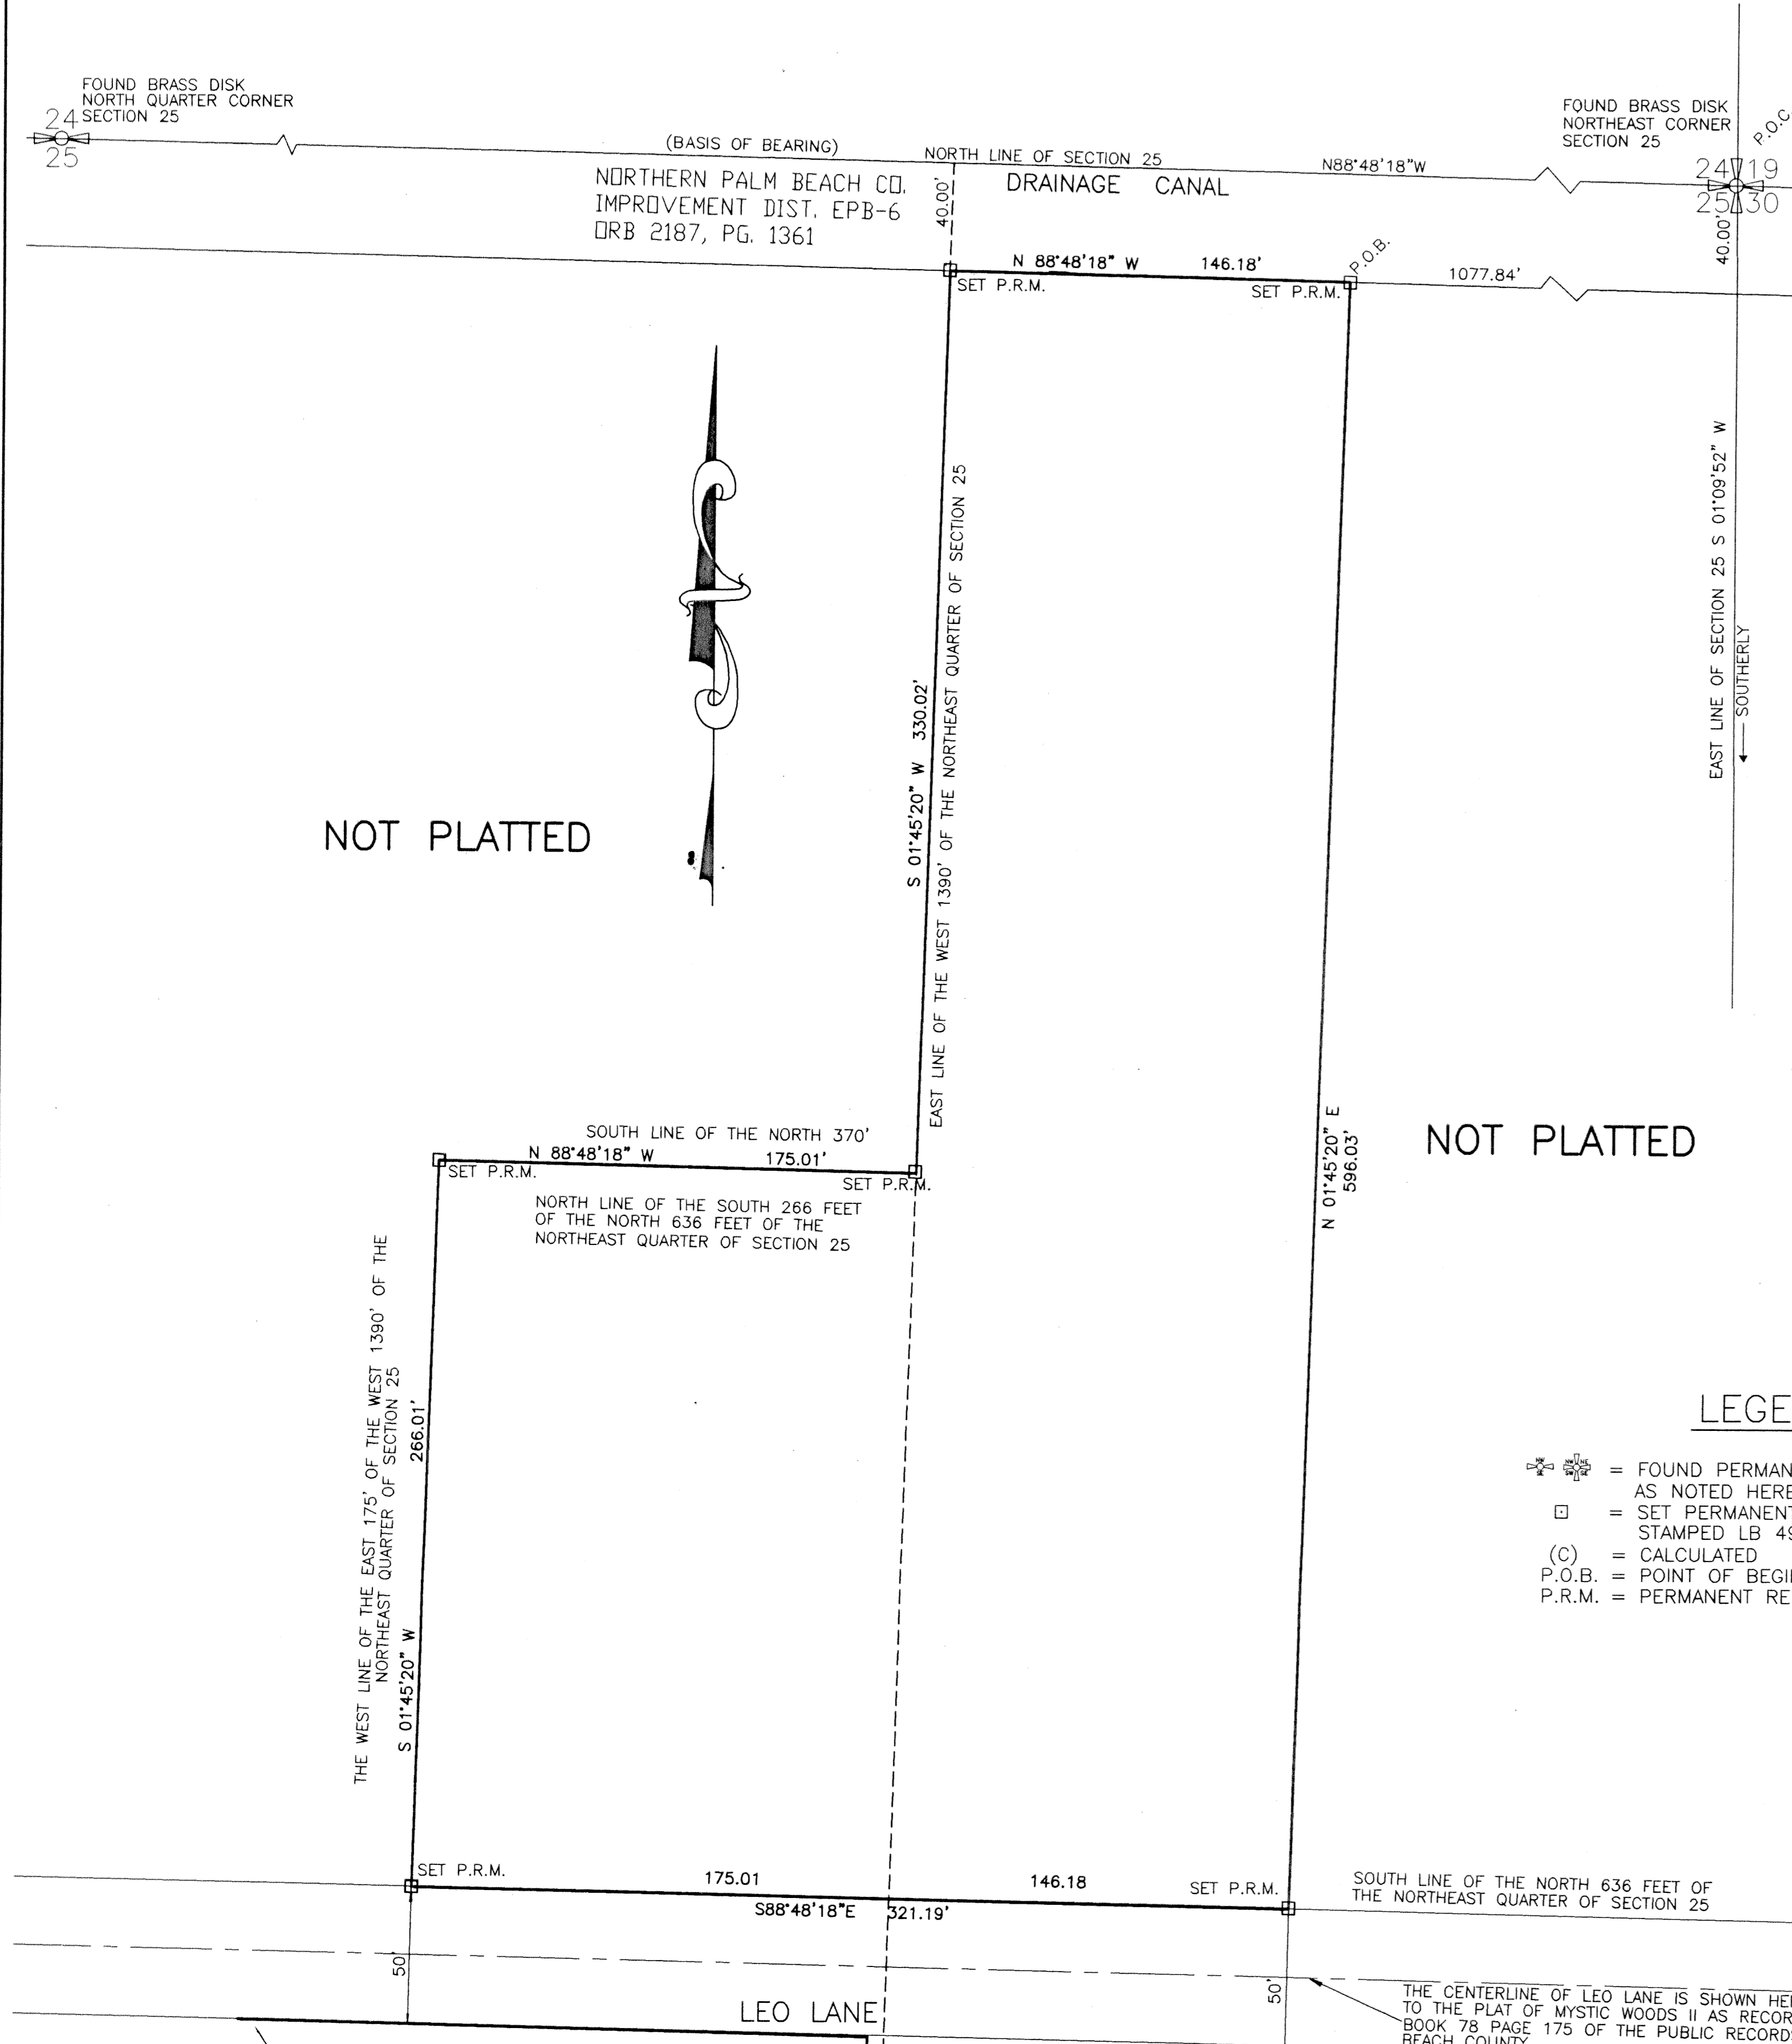 FOUND BRASS DISK
NORTH QUARTER CORNER
SECTION 25
24
25
(BASIS OF BEARING)
NORTH LINE OF SECTION 25
N88°48'18"W
FOUND BRASS DISK
NORTHEAST CORNER
SECTION 25
P.O.C
24 19
25 30
NORTHERN PALM BEACH CO.
IMPROVEMENT DIST. EPB-6
ORB 2187, PG. 1361
40.00'
DRAINAGE CANAL
40.00'
N 88°48'18" W 146.18'
P.O.B.
1077.84'
SET P.R.M.
SET P.R.M.
EAST LINE OF SECTION 25 S 01°09'52" W
SOUTHERLY
S 01°45'20" W 330.02'
EAST LINE OF THE WEST 1390' OF THE NORTHEAST QUARTER OF SECTION 25
NOT PLATTED
N 01°45'20" E
596.03'
NOT PLATTED
SOUTH LINE OF THE NORTH 370'
N 88°48'18" W 175.01'
SET P.R.M.
SET P.R.M.
NORTH LINE OF THE SOUTH 266 FEET
OF THE NORTH 636 FEET OF THE
NORTHEAST QUARTER OF SECTION 25
THE WEST LINE OF THE EAST 175' OF THE WEST 1390' OF THE
NORTHEAST QUARTER OF SECTION 25
S 01°45'20" W 266.01'
LEGE
= FOUND PERMAN
AS NOTED HERE
= SET PERMANENT
STAMPED LB 49
(C) = CALCULATED
P.O.B. = POINT OF BEGI
P.R.M. = PERMANENT RE
SET P.R.M.
175.01
146.18
SET P.R.M.
S88°48'18"E 321.19'
SOUTH LINE OF THE NORTH 636 FEET OF
THE NORTHEAST QUARTER OF SECTION 25
50'
50'
LEO LANE
THE CENTERLINE OF LEO LANE IS SHOWN HE
TO THE PLAT OF MYSTIC WOODS II AS RECOR
BOOK 78 PAGE 175 OF THE PUBLIC RECORD
BEACH COUNTY